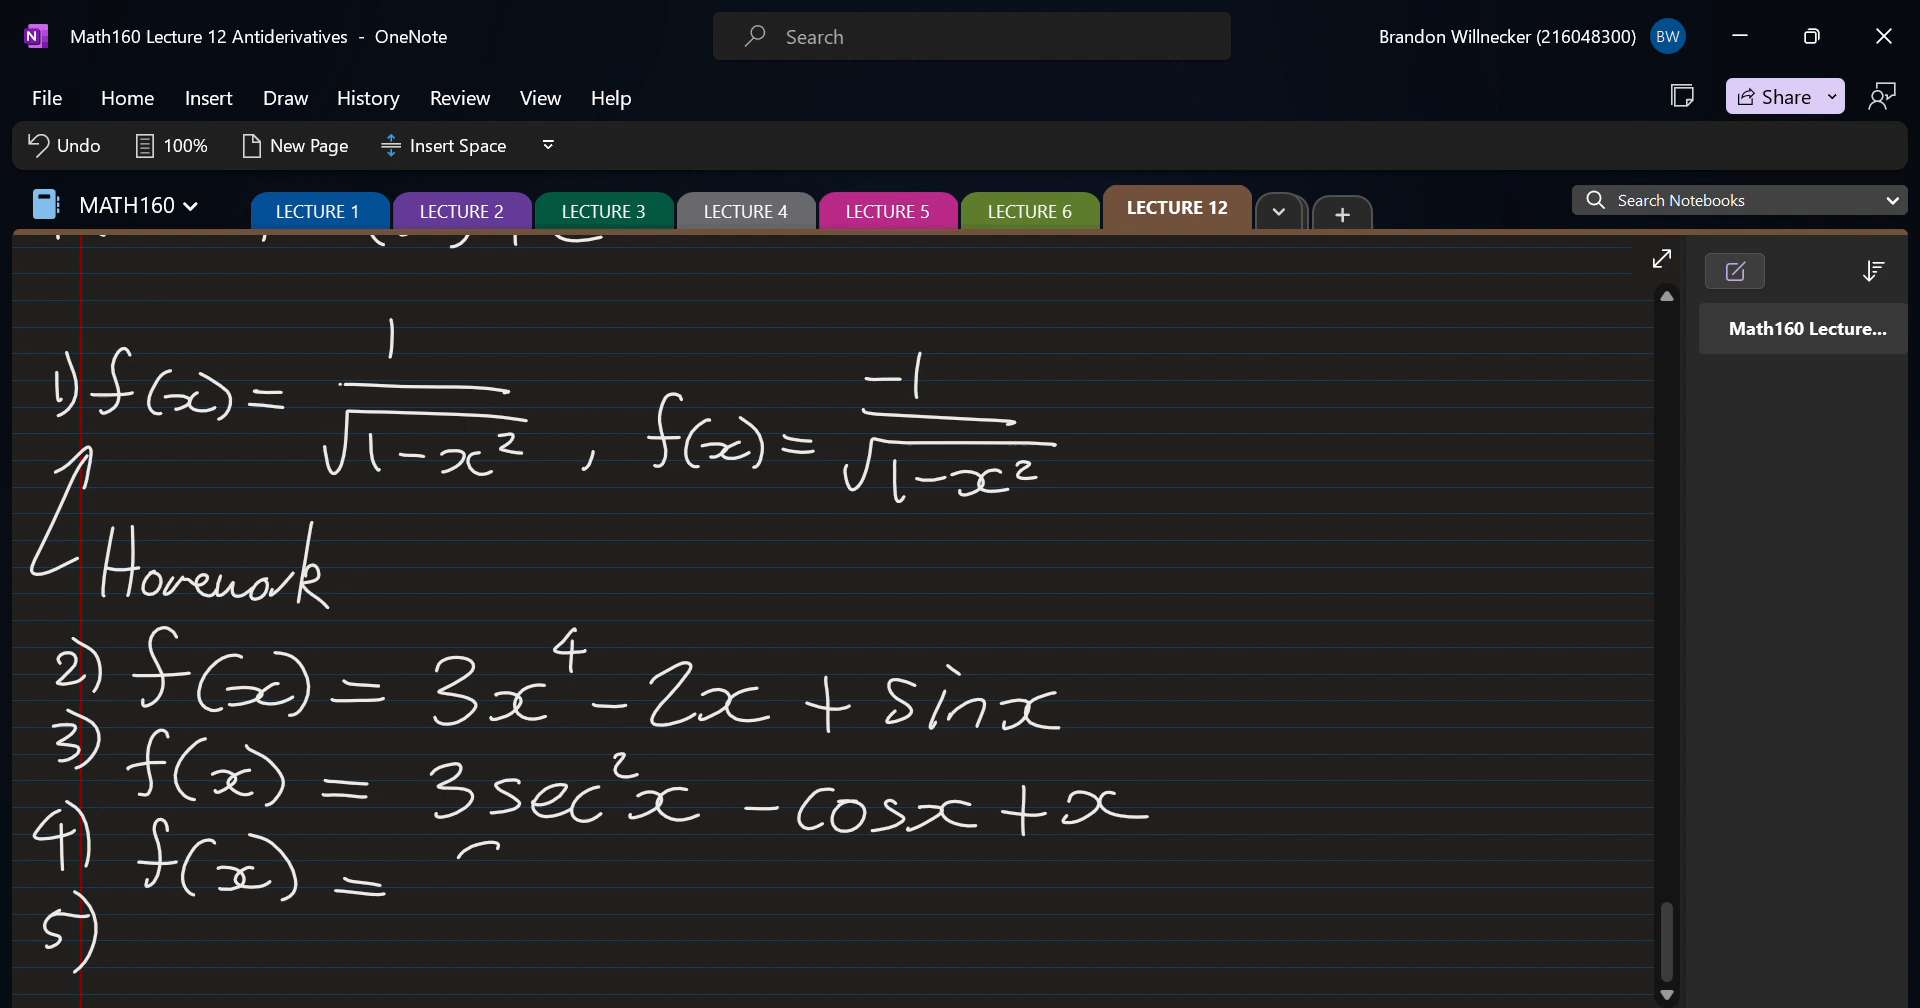 Math160 Lecture 12 Antiderivatives - OneNote
Search
Brandon Willnecker (216048300)
BW
File Home Insert Draw History Review View Help
Share
Undo 100% New Page Insert Space
MATH160
LECTURE 1 LECTURE 2 LECTURE 3 LECTURE 4 LECTURE 5 LECTURE 6 LECTURE 12 +
Search Notebooks
Math160 Lecture...
1) f(x) = 1/√(1-x²) , f(x) = -1/√(1-x²)
Homework
2) f(x) = 3x⁴ - 2x + sinx
3) f(x) = 3sec²x - cosx + x
4) f(x) =
5)